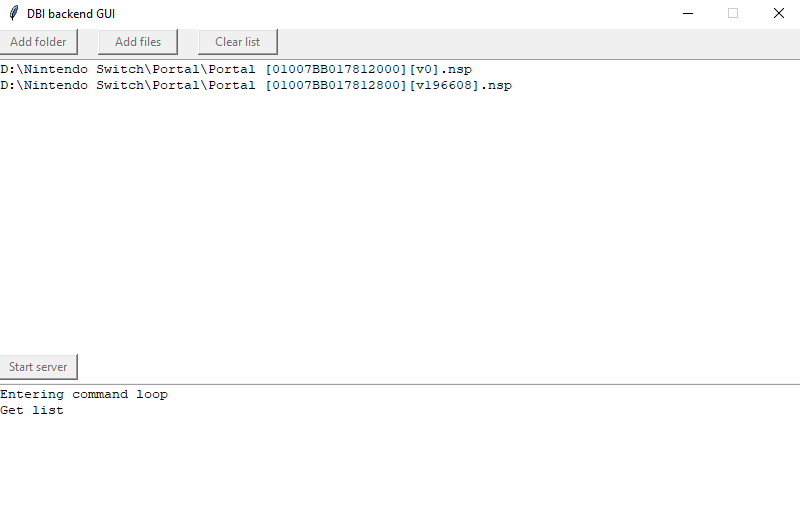 DBI backend GUI
Add folder Add files Clear list
D:\Nintendo Switch\Portal\Portal [01007BB017812000][v0].nsp
D:\Nintendo Switch\Portal\Portal [01007BB017812800][v196608].nsp
Start server
Entering command loop
Get list